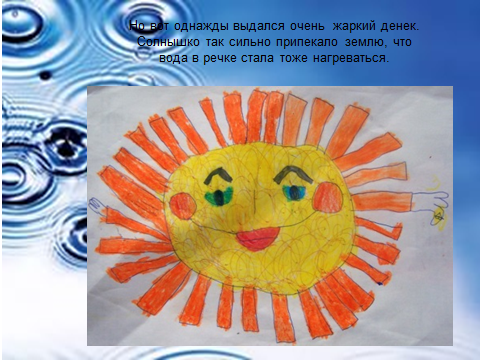 Но вот однажды выдался очень жаркий денек.
Солнышко так сильно припекало землю, что
вода в речке стала тоже нагреваться.